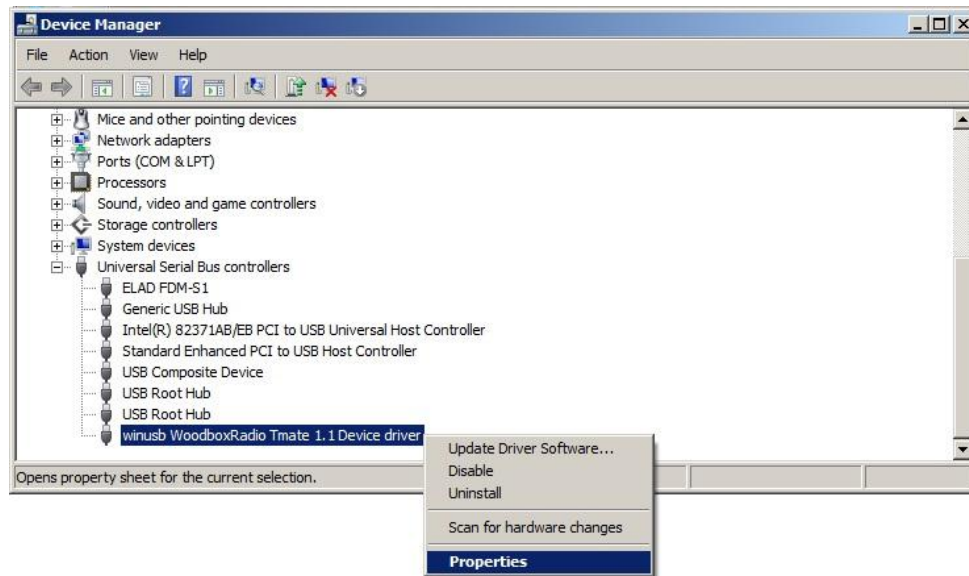 Device Manager
File Action View Help
Mice and other pointing devices
Network adapters
Ports (COM & LPT)
Processors
Sound, video and game controllers
Storage controllers
System devices
Universal Serial Bus controllers
ELAD FDM-S1
Generic USB Hub
Intel(R) 82371AB/EB PCI to USB Universal Host Controller
Standard Enhanced PCI to USB Host Controller
USB Composite Device
USB Root Hub
USB Root Hub
winusb WoodboxRadio Tmate 1.1 Device driver
Update Driver Software...
Disable
Uninstall
Scan for hardware changes
Properties
Opens property sheet for the current selection.